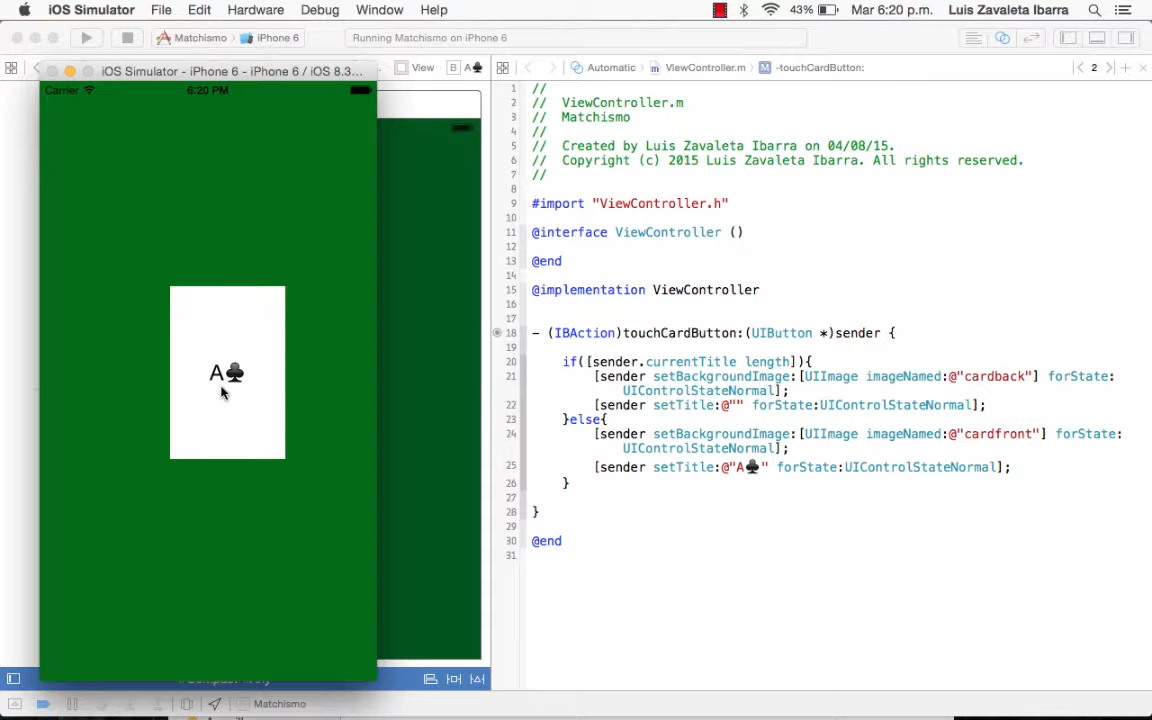 iOS Simulator File Edit Hardware Debug Window Help 43% Mar 6:20 p.m. Luis Zavaleta Ibarra
Matchismo iPhone 6 Running Matchismo on iPhone 6
View B A♣ Automatic ViewController.m M -touchCardButton: 2
iOS Simulator - iPhone 6 - iPhone 6 / iOS 8.3...
Carrier 6:20 PM
A♣
1 //
2 // ViewController.m
3 // Matchismo
4 //
5 // Created by Luis Zavaleta Ibarra on 04/08/15.
6 // Copyright (c) 2015 Luis Zavaleta Ibarra. All rights reserved.
7 //
8
9 #import "ViewController.h"
10
11 @interface ViewController ()
12
13 @end
14
15 @implementation ViewController
16
17
18 - (IBAction)touchCardButton:(UIButton *)sender {
19
20 if([sender.currentTitle length]){
21 [sender setBackgroundImage:[UIImage imageNamed:@"cardback"] forState:
UIControlStateNormal];
22 [sender setTitle:@"" forState:UIControlStateNormal];
23 }else{
24 [sender setBackgroundImage:[UIImage imageNamed:@"cardfront"] forState:
UIControlStateNormal];
25 [sender setTitle:@"A♣" forState:UIControlStateNormal];
26 }
27
28 }
29
30 @end
31
Matchismo